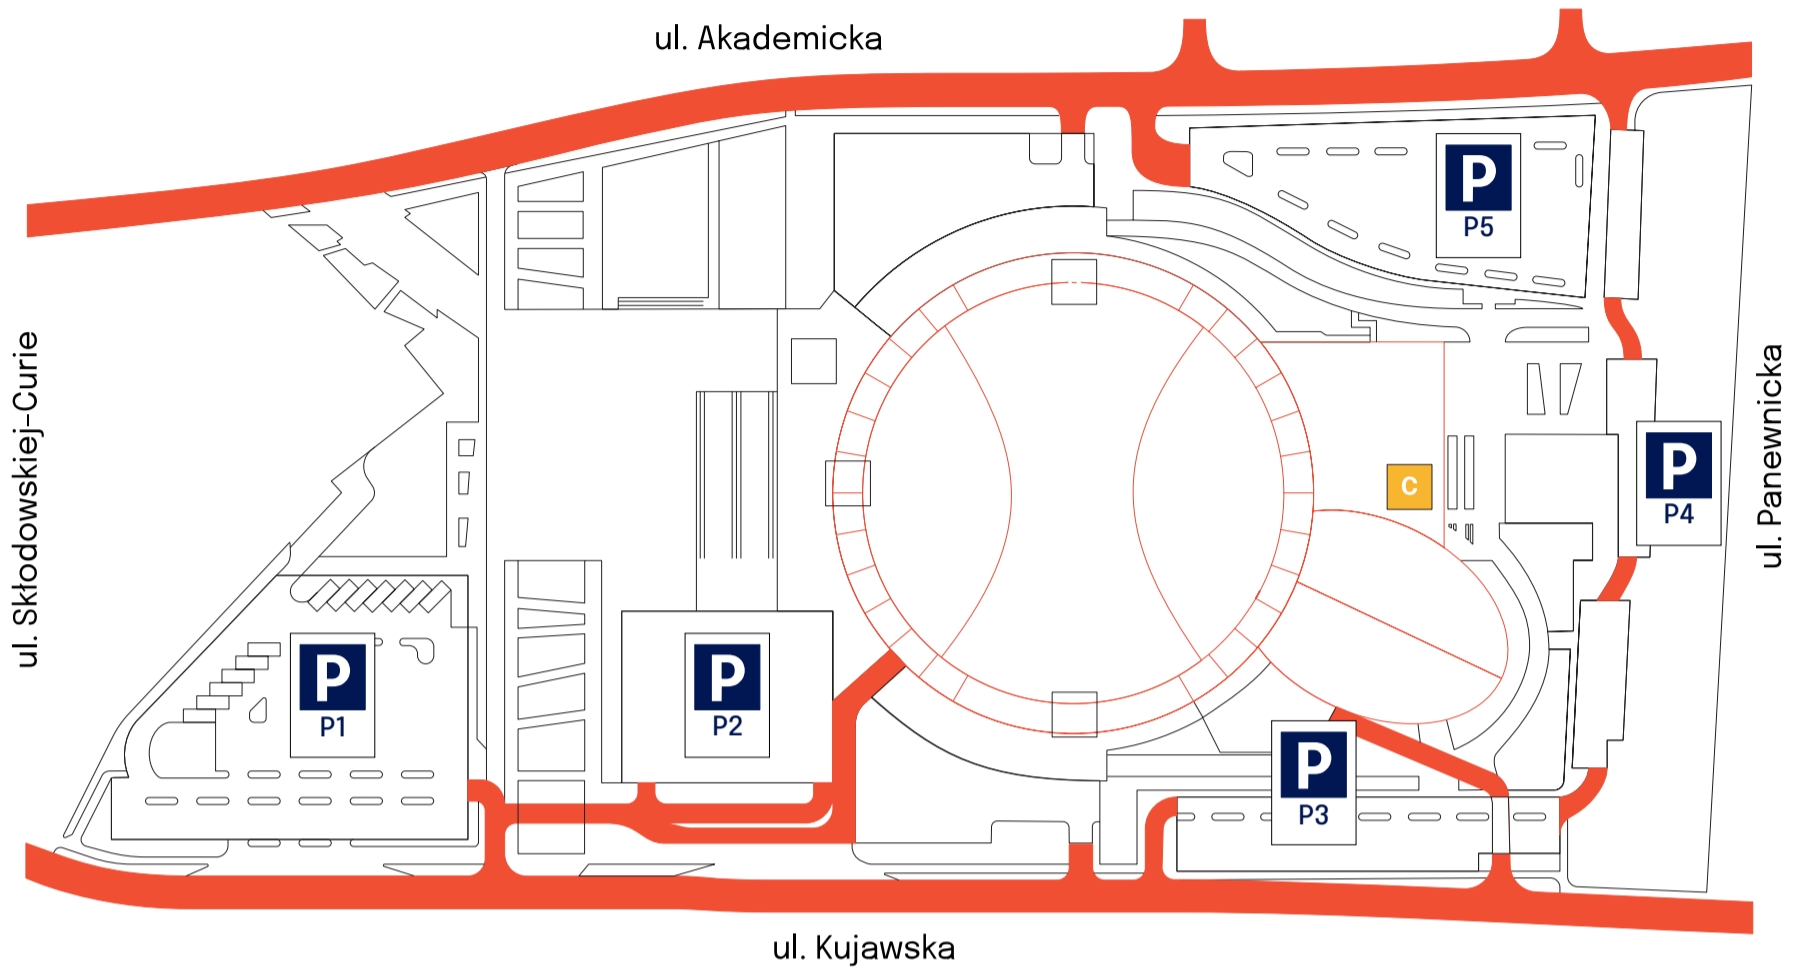 ul. Akademicka
P
P5
ul. Skłodowskiej-Curie
ul. Panewnicka
P
P4
C
P
P1
P
P2
P
P3
ul. Kujawska